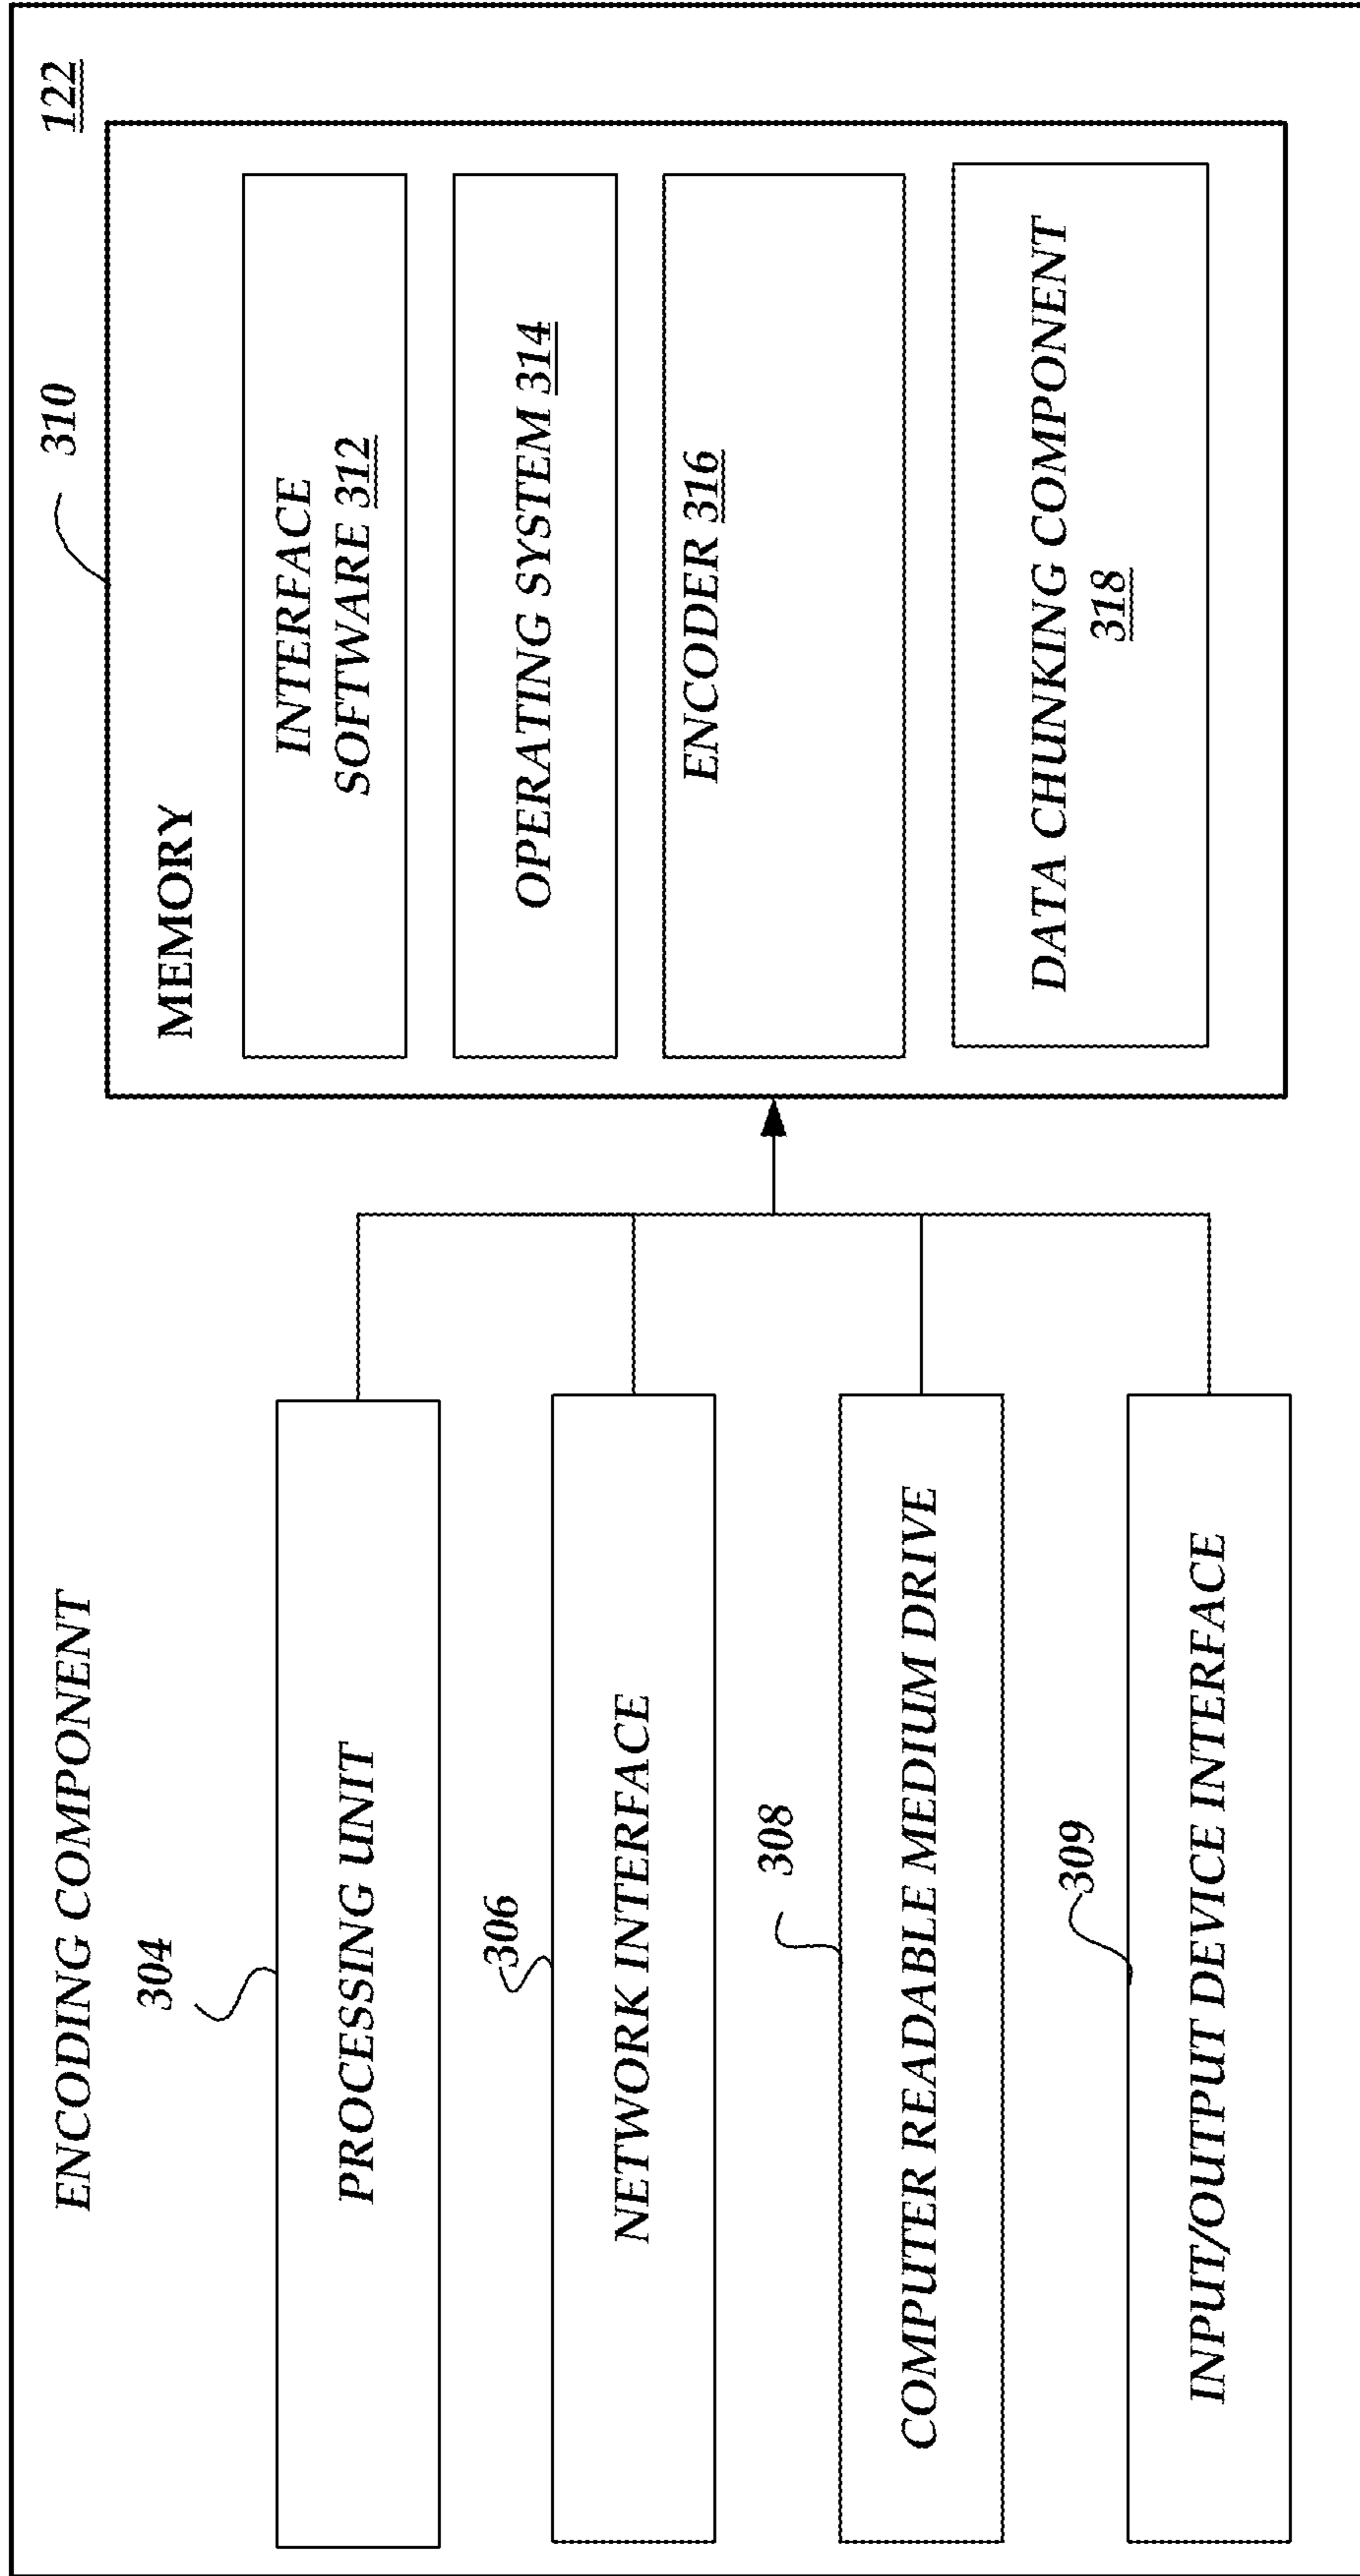 ENCODING COMPONENT
122
304
PROCESSING UNIT
306
NETWORK INTERFACE
308
COMPUTER READABLE MEDIUM DRIVE
309
INPUT/OUTPUT DEVICE INTERFACE
310
MEMORY
INTERFACE
SOFTWARE 312
OPERATING SYSTEM 314
ENCODER 316
DATA CHUNKING COMPONENT
318